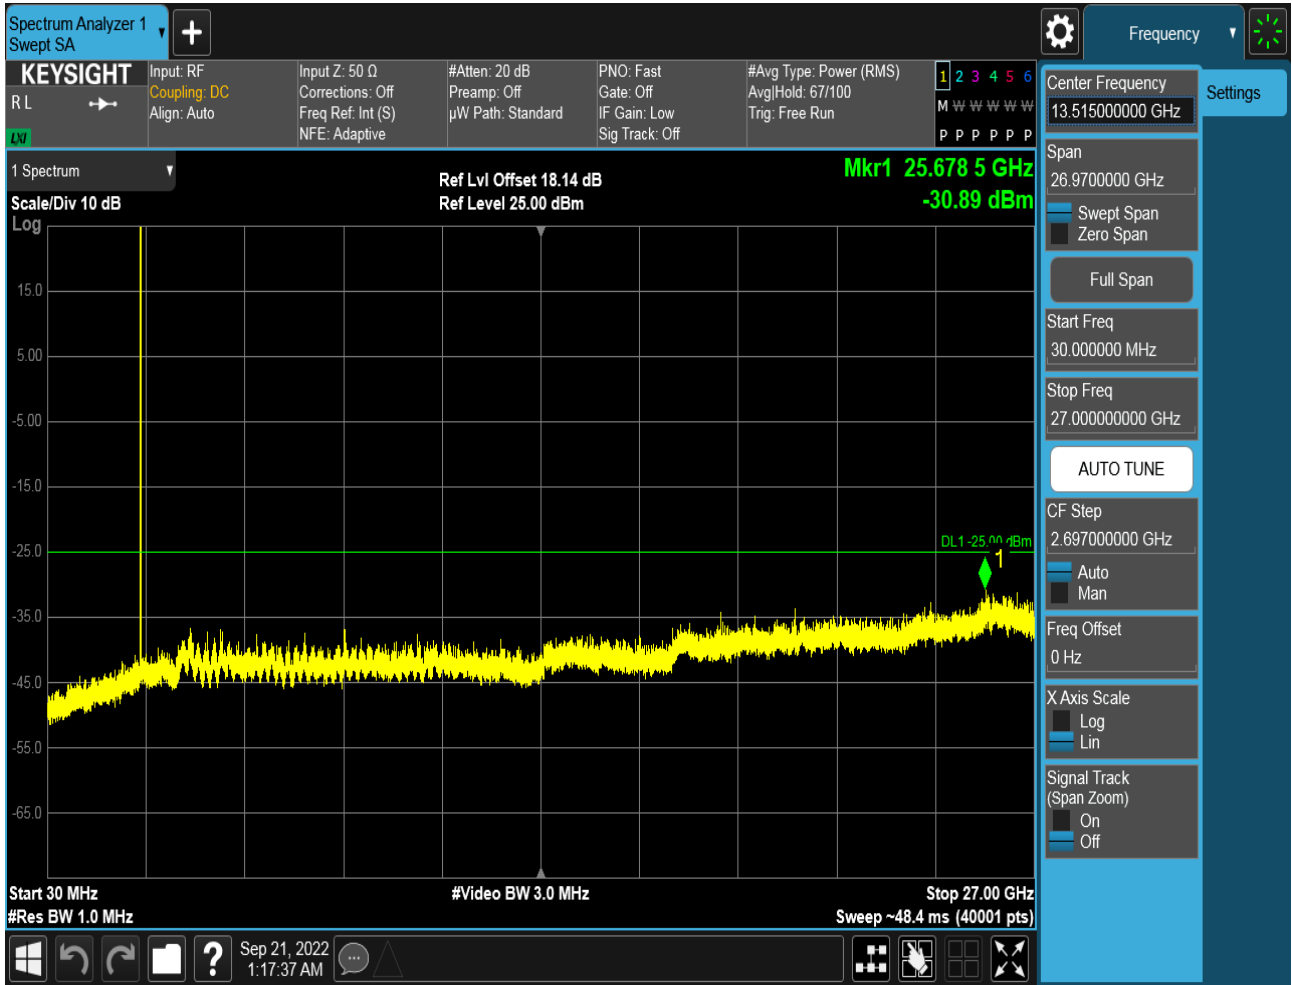 Spectrum Analyzer 1
Swept SA
+
Frequency
KEYSIGHT
R L
LXI
Input: RF
Coupling: DC
Align: Auto
Input Z: 50 Ω
Corrections: Off
Freq Ref: Int (S)
NFE: Adaptive
#Atten: 20 dB
Preamp: Off
µW Path: Standard
PNO: Fast
Gate: Off
IF Gain: Low
Sig Track: Off
#Avg Type: Power (RMS)
Avg|Hold: 67/100
Trig: Free Run
1 2 3 4 5 6
M W W W W W
P P P P P P
1 Spectrum
Scale/Div 10 dB
Log
Ref Lvl Offset 18.14 dB
Ref Level 25.00 dBm
Mkr1 25.678 5 GHz
-30.89 dBm
15.0
5.00
-5.00
-15.0
-25.0
-35.0
-45.0
-55.0
-65.0
DL1 -25.00 dBm
1
Start 30 MHz
#Res BW 1.0 MHz
#Video BW 3.0 MHz
Stop 27.00 GHz
Sweep ~48.4 ms (40001 pts)
?
Sep 21, 2022
1:17:37 AM
Center Frequency
13.515000000 GHz
Span
26.9700000 GHz
Swept Span
Zero Span
Full Span
Start Freq
30.000000 MHz
Stop Freq
27.000000000 GHz
AUTO TUNE
CF Step
2.697000000 GHz
Auto
Man
Freq Offset
0 Hz
X Axis Scale
Log
Lin
Signal Track
(Span Zoom)
On
Off
Settings